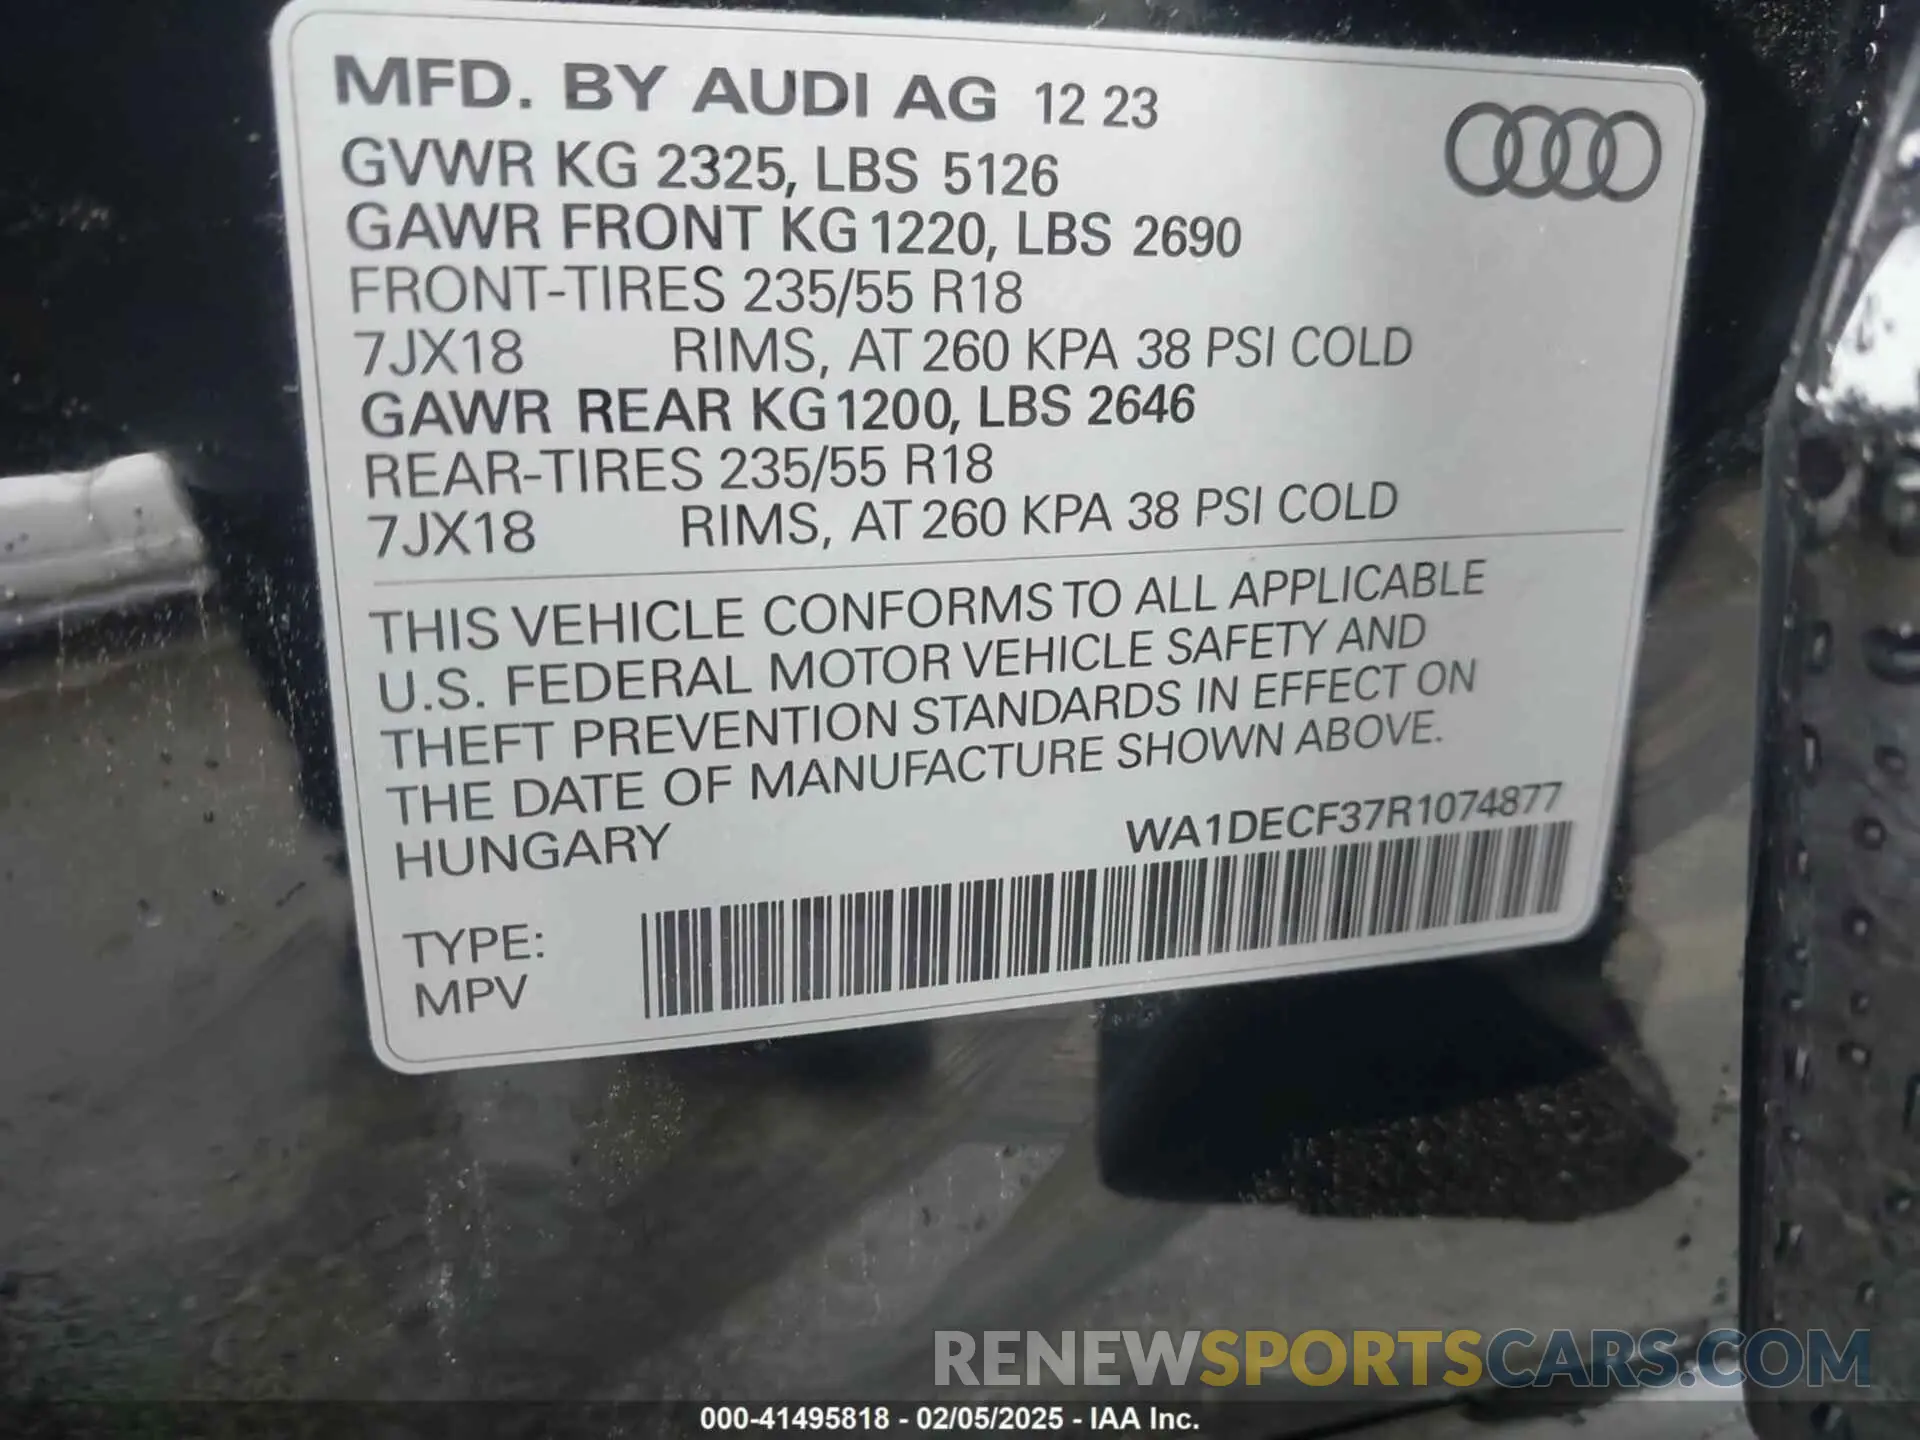 MFD. BY AUDI AG 12 23
GVWR KG 2325, LBS 5126
GAWR FRONT KG 1220, LBS 2690
FRONT-TIRES 235/55 R18
7JX18 RIMS, AT 260 KPA 38 PSI COLD
GAWR REAR KG 1200, LBS 2646
REAR-TIRES 235/55 R18
7JX18 RIMS, AT 260 KPA 38 PSI COLD
THIS VEHICLE CONFORMS TO ALL APPLICABLE
U.S. FEDERAL MOTOR VEHICLE SAFETY AND
THEFT PREVENTION STANDARDS IN EFFECT ON
THE DATE OF MANUFACTURE SHOWN ABOVE.
HUNGARY
WA1DECF37R1074877
TYPE:
MPV
RENEWSPORTSCARS.COM
000-41495818 - 02/05/2025 - IAA Inc.